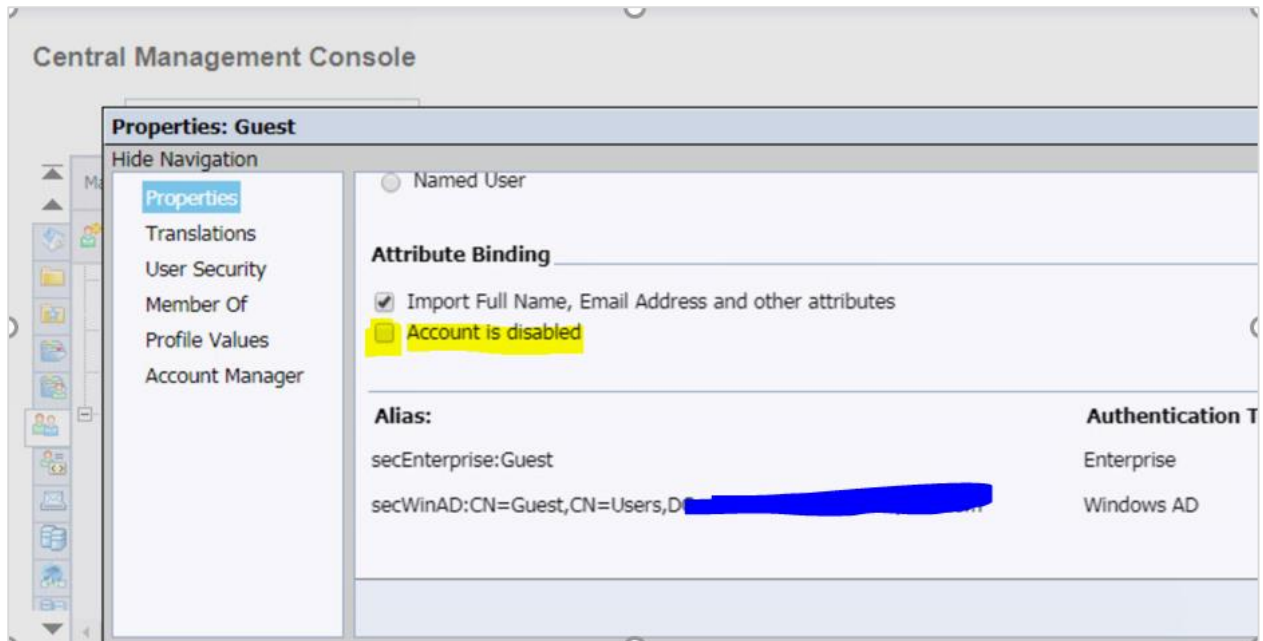 Central Management Console
Properties: Guest
Hide Navigation
Ma
Properties
Translations
User Security
Member Of
Profile Values
Account Manager
Named User
Attribute Binding
Import Full Name, Email Address and other attributes
Account is disabled
Alias:
Authentication T
secEnterprise:Guest
Enterprise
secWinAD:CN=Guest,CN=Users,D
Windows AD